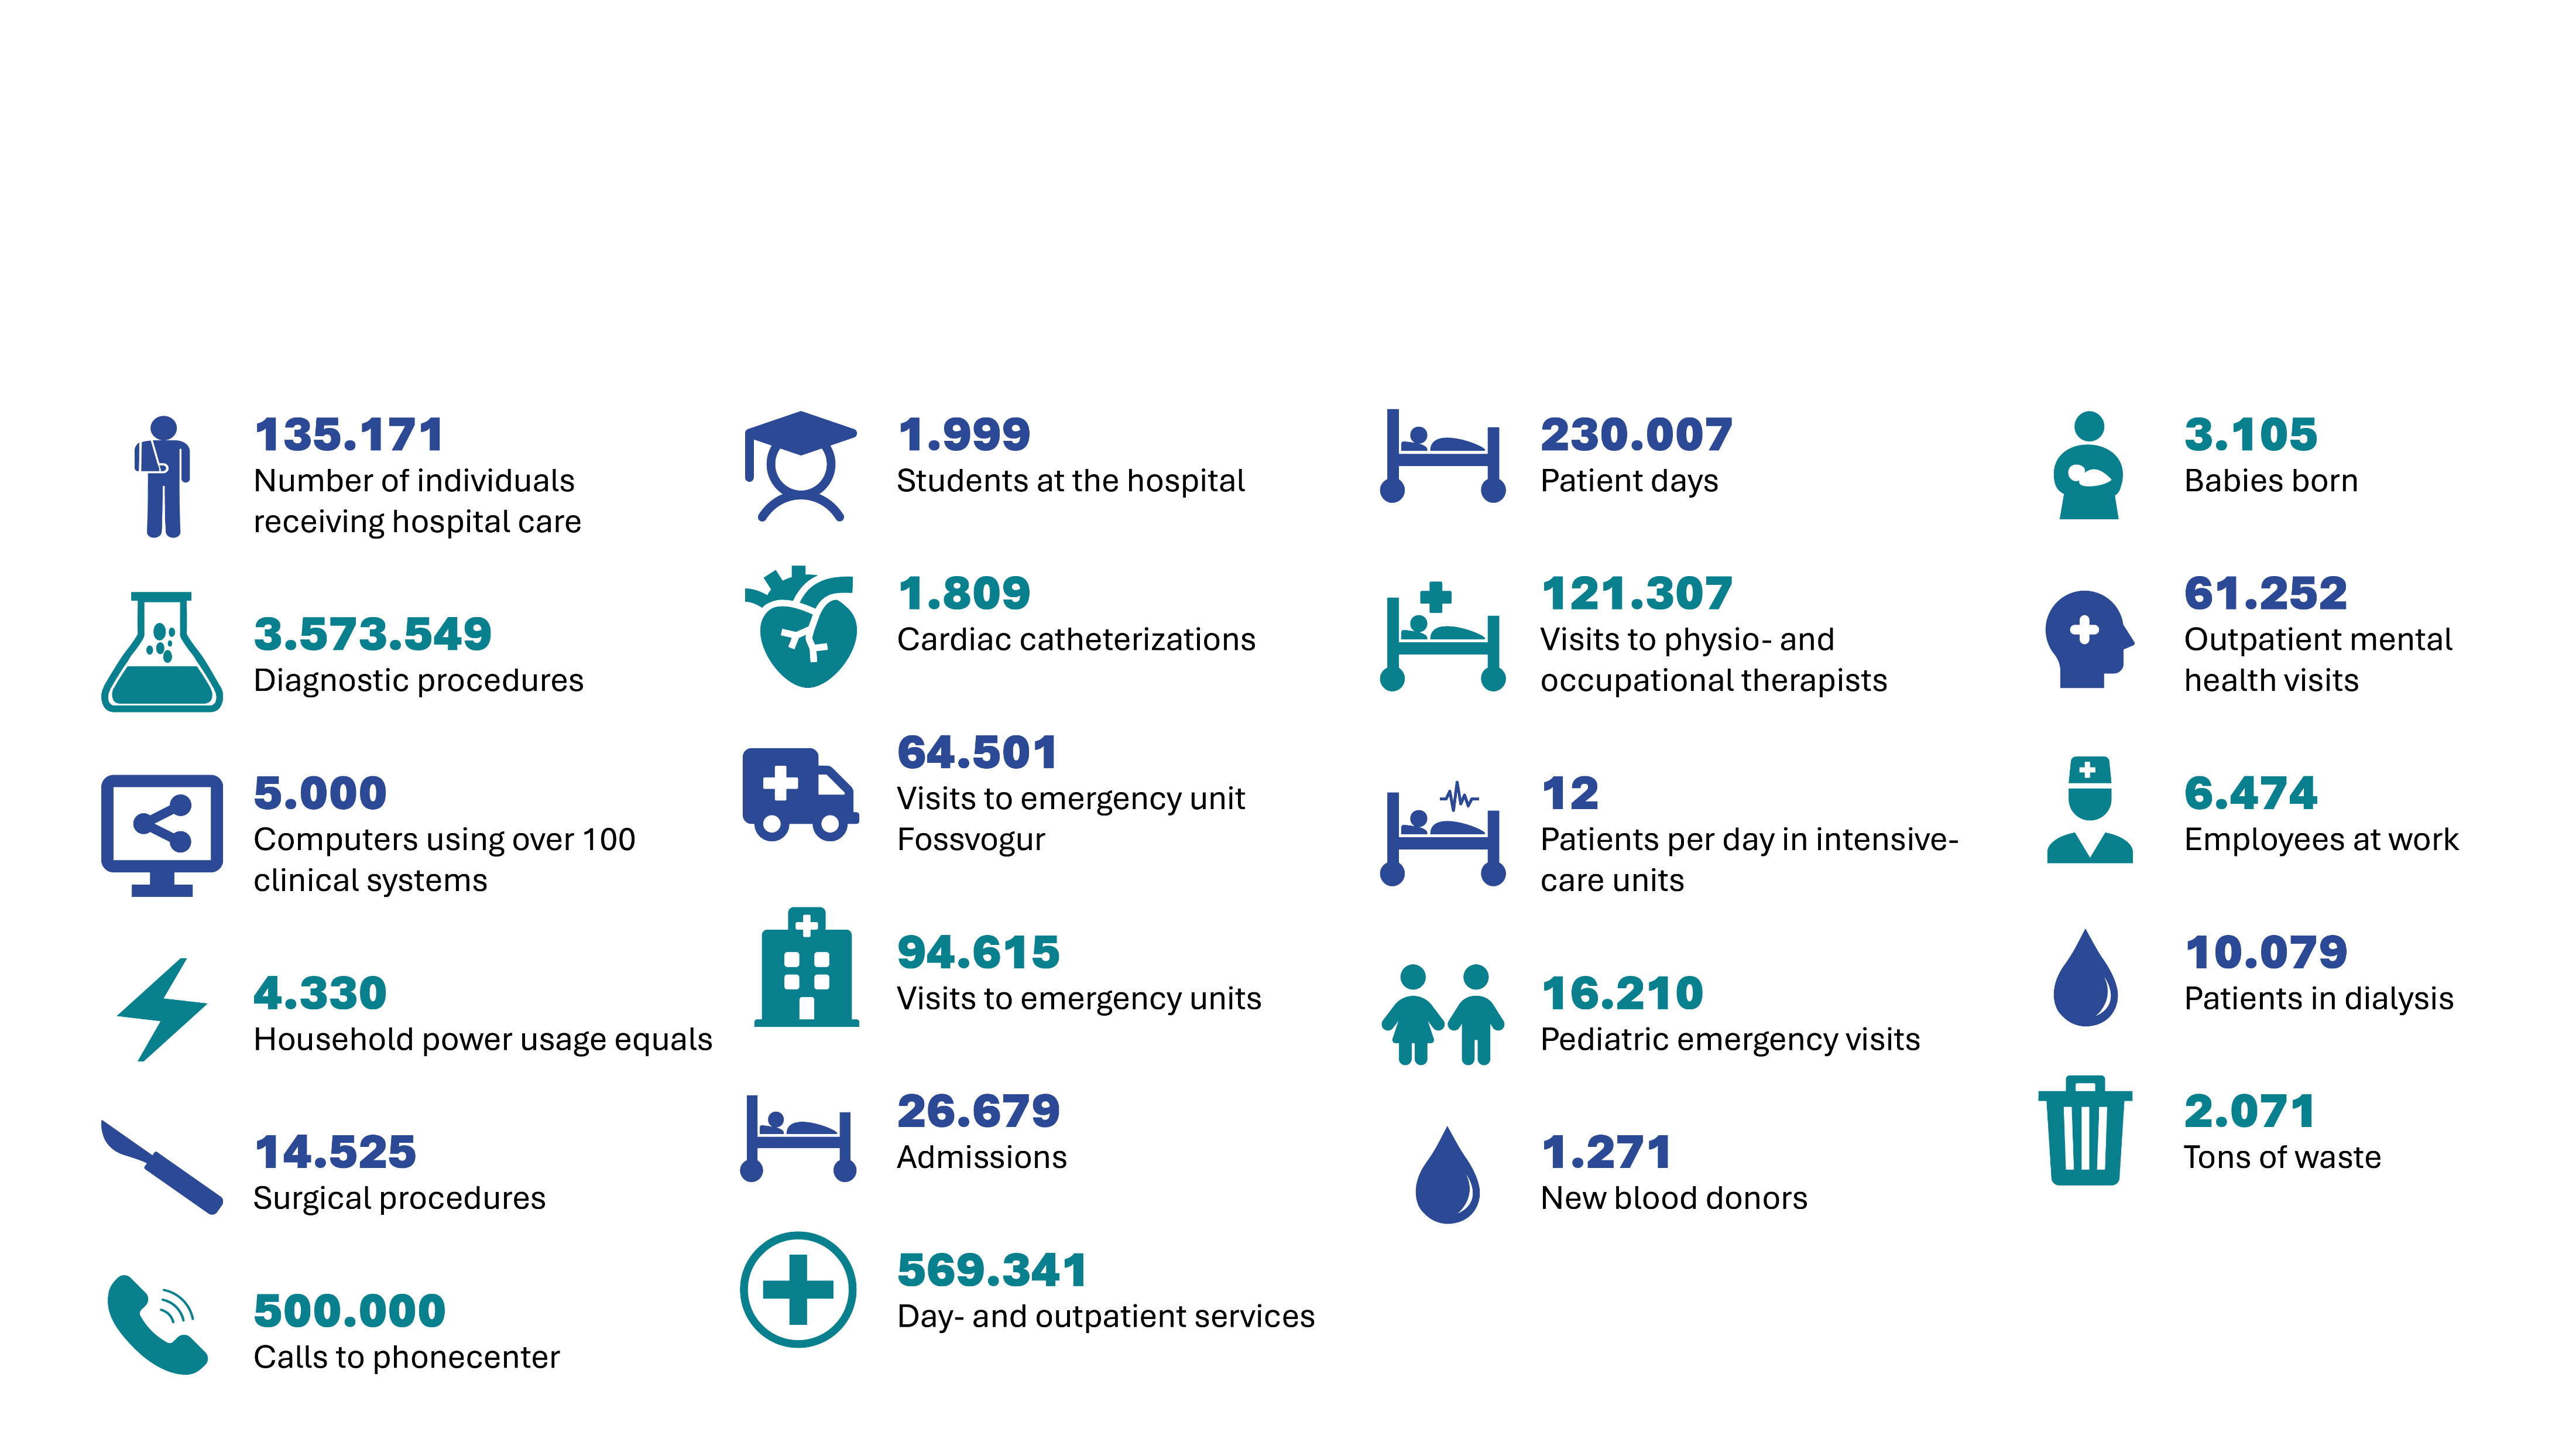 135.171
Number of individuals
receiving hospital care
3.573.549
Diagnostic procedures
5.000
Computers using over 100
clinical systems
4.330
Household power usage equals
14.525
Surgical procedures
500.000
Calls to phonecenter
1.999
Students at the hospital
1.809
Cardiac catheterizations
64.501
Visits to emergency unit
Fossvogur
94.615
Visits to emergency units
26.679
Admissions
569.341
Day- and outpatient services
230.007
Patient days
121.307
Visits to physio- and
occupational therapists
12
Patients per day in intensive-
care units
16.210
Pediatric emergency visits
1.271
New blood donors
3.105
Babies born
61.252
Outpatient mental
health visits
6.474
Employees at work
10.079
Patients in dialysis
2.071
Tons of waste